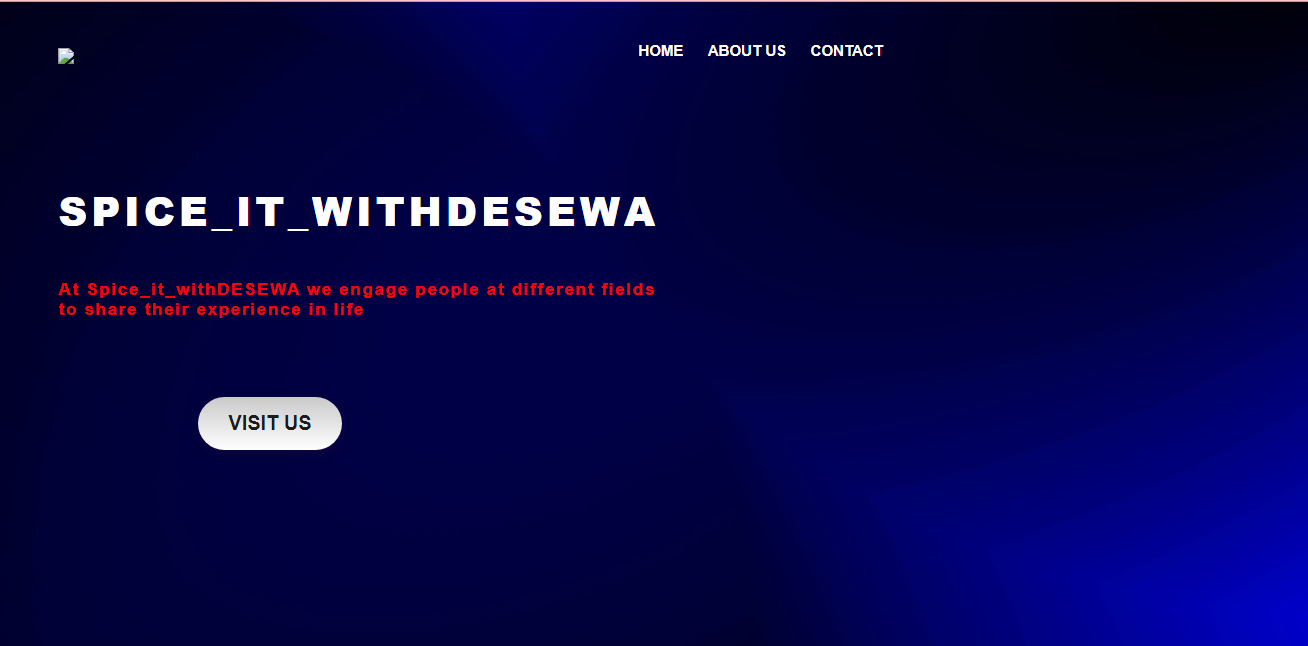 HOME ABOUT US CONTACT
SPICE_IT_WITHDESEWA
At Spice_it_withDESEWA we engage people at different fields
to share their experience in life
VISIT US